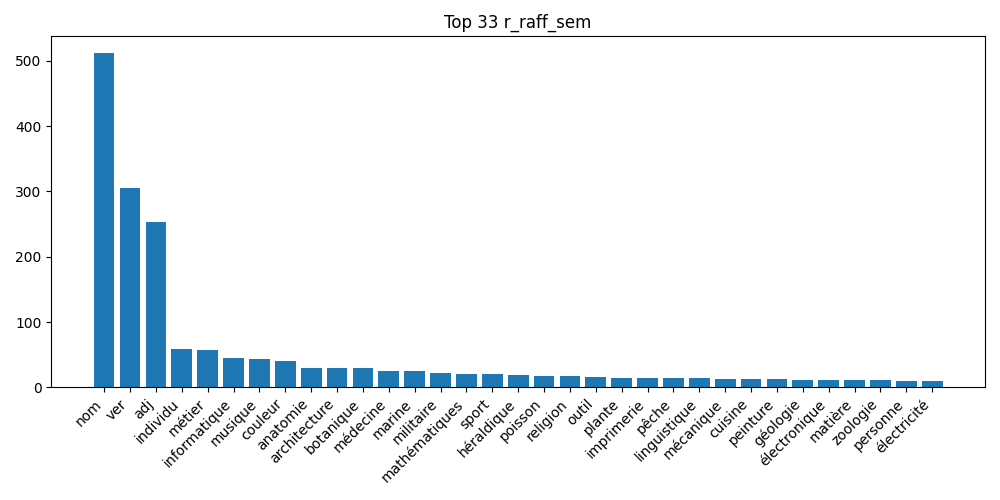 Top 33 r_raff_sem
500
400
300
200
100
0
nom
ver
adj
individu
métier
informatique
musique
couleur
anatomie
architecture
botanique
médecine
marine
militaire
mathématiques
sport
héraldique
poisson
religion
outil
plante
imprimerie
pêche
linguistique
mécanique
cuisine
peinture
géologie
électronique
matière
zoologie
personne
électricité